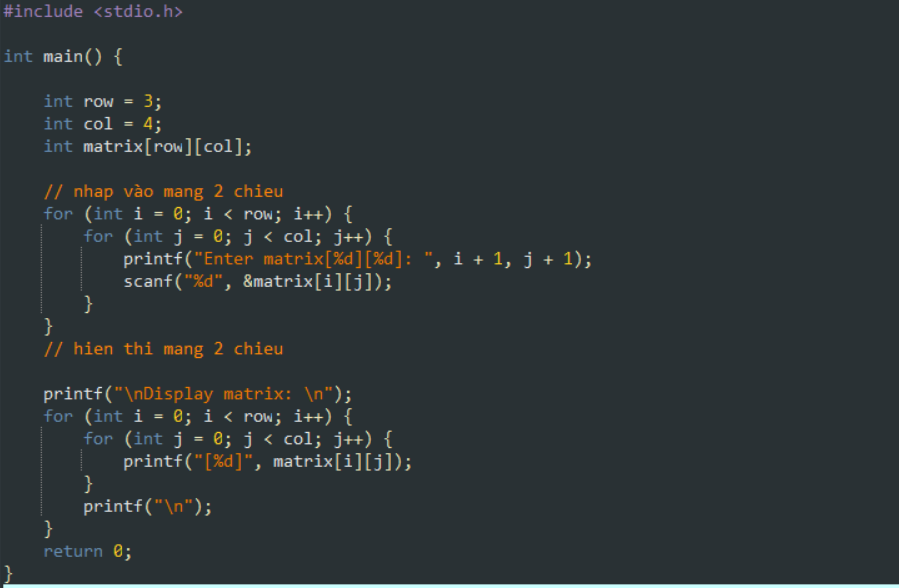 #include <stdio.h>
int main() {
int row = 3;
int col = 4;
int matrix[row][col];
// nhap vào mang 2 chieu
for (int i = 0; i < row; i++) {
for (int j = 0; j < col; j++) {
printf("Enter matrix[%d][%d]: ", i + 1, j + 1);
scanf("%d", &matrix[i][j]);
}
}
// hien thi mang 2 chieu
printf("\nDisplay matrix: \n");
for (int i = 0; i < row; i++) {
for (int j = 0; j < col; j++) {
printf("[%d]", matrix[i][j]);
}
printf("\n");
}
return 0;
}